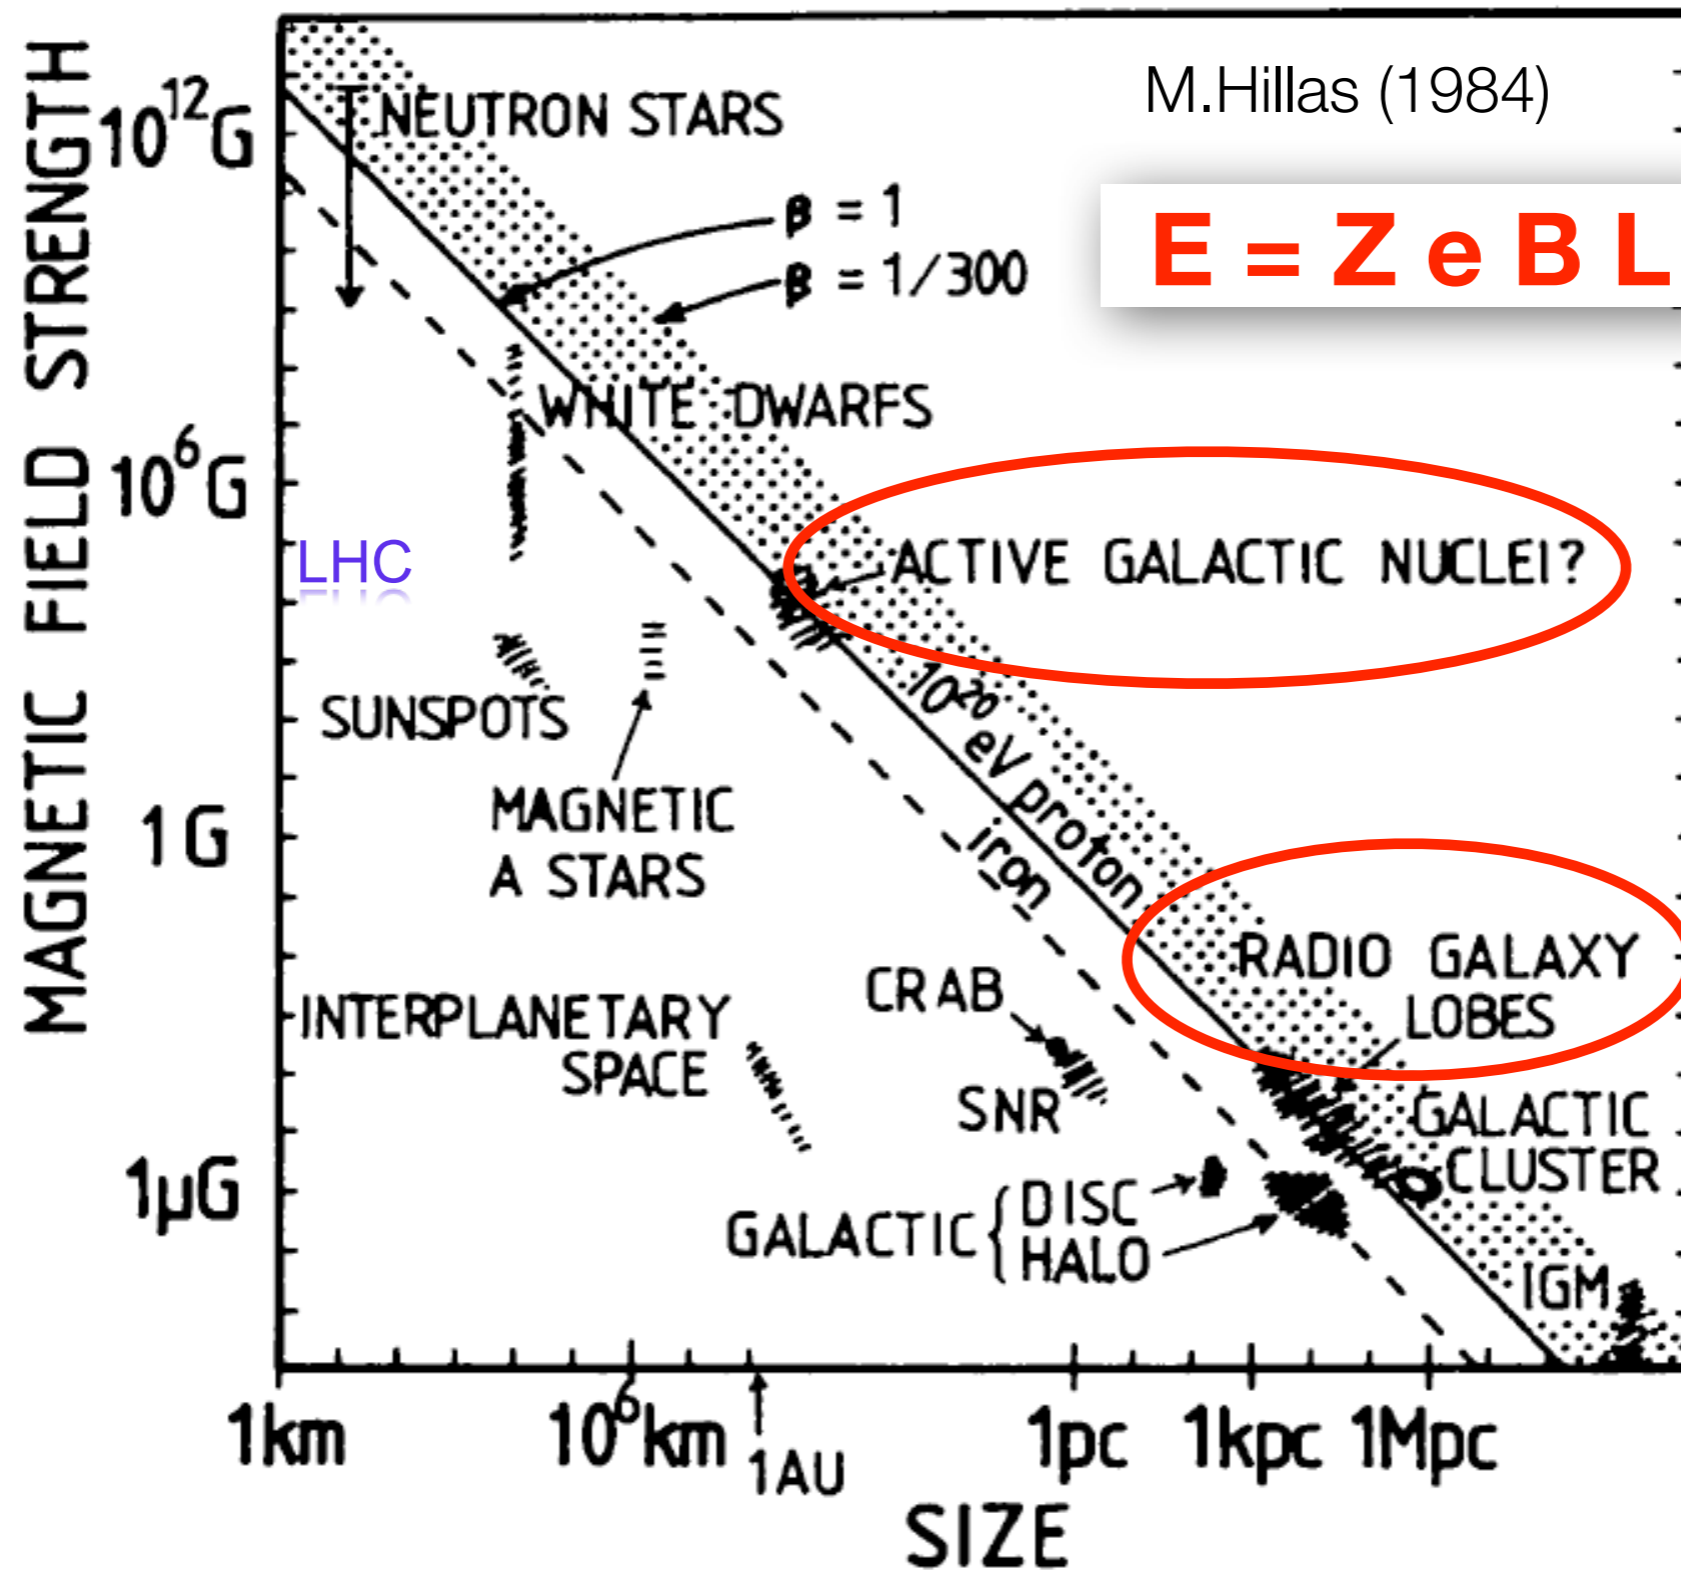 MAGNETIC FIELD STRENGTH
10¹²G
10⁶G
1G
1µG
M.Hillas (1984)
E = Z e B L
NEUTRON STARS
β = 1
β = 1/300
WHITE DWARFS
LHC
ACTIVE GALACTIC NUCLEI?
SUNSPOTS
MAGNETIC
A STARS
10²⁰ eV proton
iron
RADIO GALAXY
LOBES
CRAB
INTERPLANETARY
SPACE
SNR
GALACTIC
CLUSTER
GALACTIC { DISC
HALO
IGM
1km
10⁶km
1AU
1pc
1kpc
1Mpc
SIZE